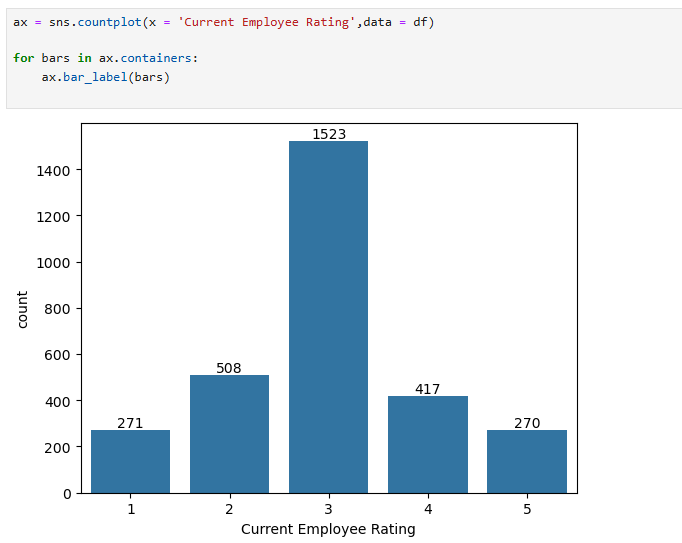 ax = sns.countplot(x = 'Current Employee Rating',data = df)
for bars in ax.containers:
    ax.bar_label(bars)
1523
1400
1200
1000
800
600
508
417
400
271
270
200
0
count
1 2 3 4 5
Current Employee Rating